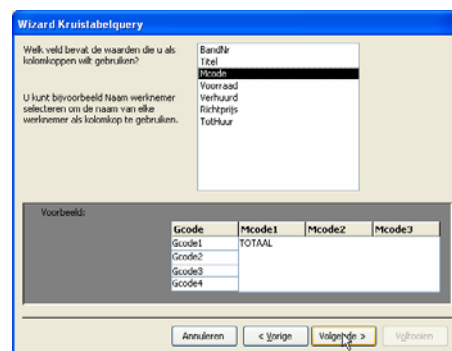 Wizard Kruistabelquery
Welk veld bevat de waarden die u als
kolomkoppen wilt gebruiken?
U kunt bijvoorbeeld Naam werknemer
selecteren om de naam van elke
werknemer als kolomkop te gebruiken.
BandNr
Titel
Mcode
Voorraad
Verhuurd
Richtprijs
TotHuur
Voorbeeld:
Gcode Mcode1 Mcode2 Mcode3
Gcode1 TOTAAL
Gcode2
Gcode3
Gcode4
Annuleren < Vorige Volgende > Voltooien